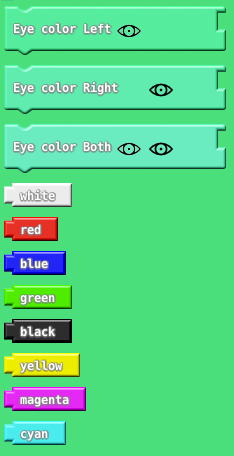 Eye color Left
Eye color Right
Eye color Both
white
red
blue
green
black
yellow
magenta
cyan